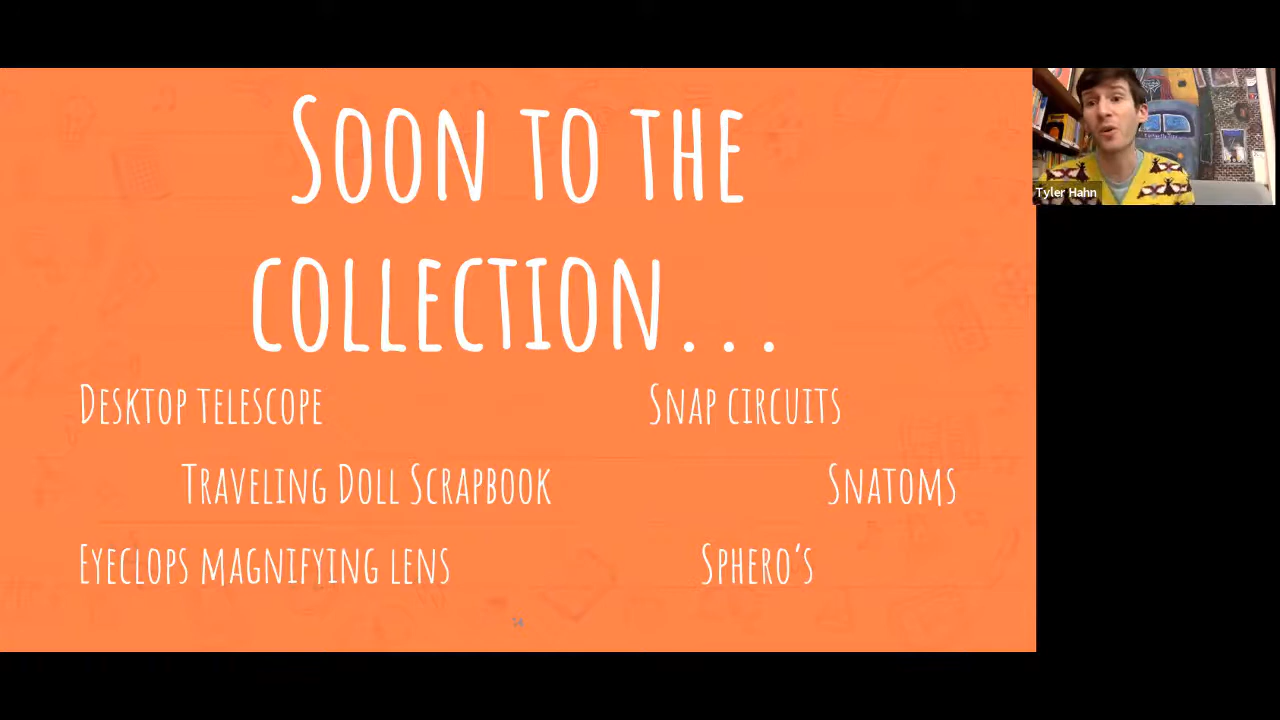 Soon to the
collection...
Desktop telescope
Snap circuits
Traveling Doll Scrapbook
Snatoms
Eyeclops magnifying lens
Sphero's
Tyler Hahn